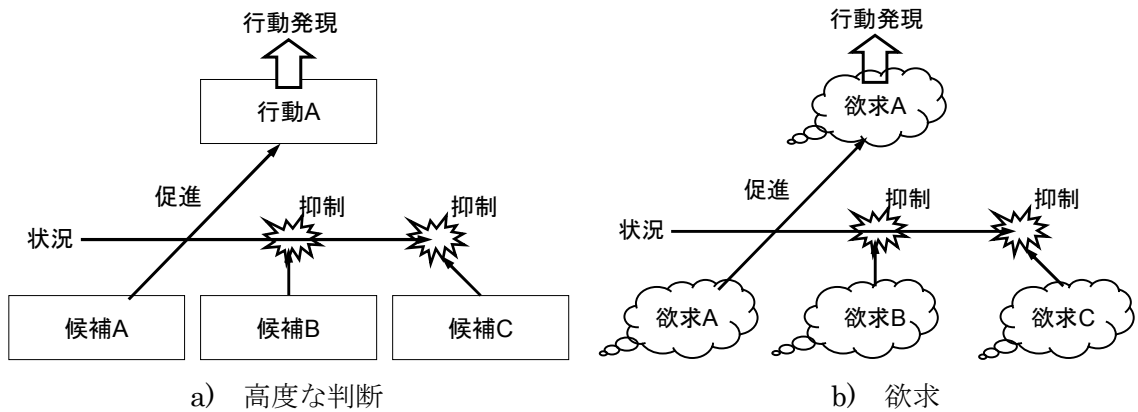 行動発現
行動A
促進
抑制
抑制
状況
候補A
候補B
候補C
a) 高度な判断
行動発現
欲求A
促進
抑制
抑制
状況
欲求A
欲求B
欲求C
b) 欲求